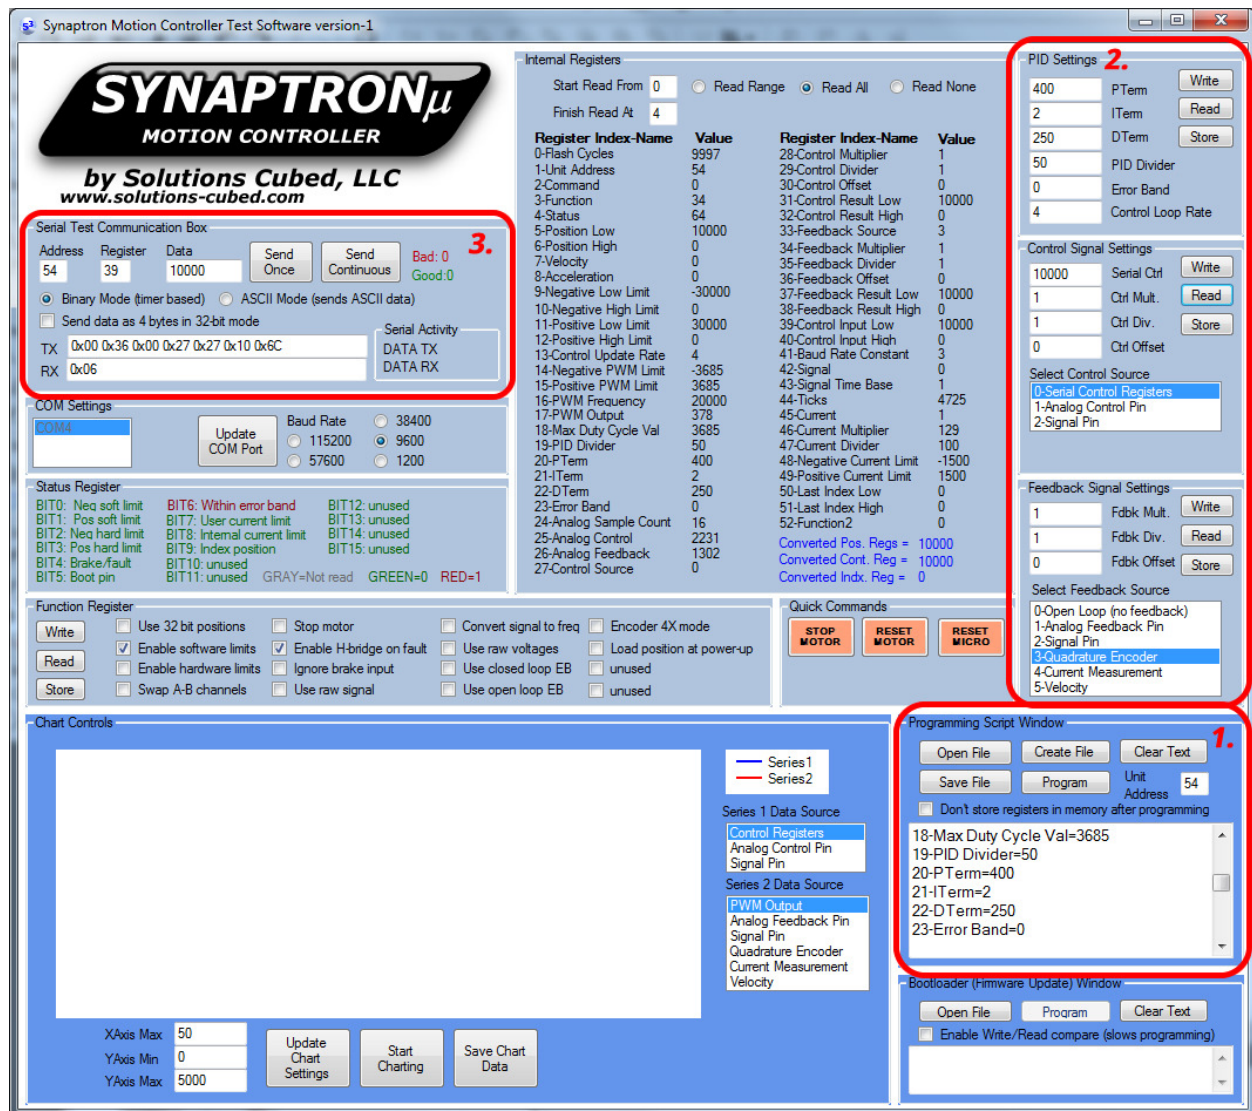 Synaptron Motion Controller Test Software version-1
SYNAPTRONμ
MOTION CONTROLLER
by Solutions Cubed, LLC
www.solutions-cubed.com
Serial Test Communication Box
3.
Address Register Data
54 39 10000 Send Once Send Continuous Bad: 0
Good:0
Binary Mode (timer based) ASCII Mode (sends ASCII data)
Send data as 4 bytes in 32-bit mode
Serial Activity
TX 0x00 0x36 0x00 0x27 0x27 0x10 0x6C DATA TX
RX 0x06 DATA RX
COM Settings
COM4
Update
COM Port
Baud Rate 38400
115200 9600
57600 1200
Status Register
BIT0: Neg soft limit BIT6: Within error band BIT12: unused
BIT1: Pos soft limit BIT7: User current limit BIT13: unused
BIT2: Neg hard limit BIT8: Internal current limit BIT14: unused
BIT3: Pos hard limit BIT9: Index position BIT15: unused
BIT4: Brake/fault BIT10: unused
BIT5: Boot pin BIT11: unused GRAY=Not read GREEN=0 RED=1
Internal Registers
Start Read From 0 Read Range Read All Read None
Finish Read At 4
Register Index-Name Value
0-Flash Cycles 9997
1-Unit Address 54
2-Command 0
3-Function 34
4-Status 64
5-Position Low 10000
6-Position High 0
7-Velocity 0
8-Acceleration 0
9-Negative Low Limit -30000
10-Negative High Limit 0
11-Positive Low Limit 30000
12-Positive High Limit 0
13-Control Update Rate 4
14-Negative PWM Limit -3685
15-Positive PWM Limit 3685
16-PWM Frequency 20000
17-PWM Output 378
18-Max Duty Cycle Val 3685
19-PID Divider 50
20-PTerm 400
21-ITerm 2
22-DTerm 250
23-Error Band 0
24-Analog Sample Count 16
25-Analog Control 2231
26-Analog Feedback 1302
27-Control Source 0
Register Index-Name Value
28-Control Multiplier 1
29-Control Divider 1
30-Control Offset 0
31-Control Result Low 10000
32-Control Result High 0
33-Feedback Source 3
34-Feedback Multiplier 1
35-Feedback Divider 1
36-Feedback Offset 0
37-Feedback Result Low 10000
38-Feedback Result High 0
39-Control Input Low 10000
40-Control Input High 0
41-Baud Rate Constant 3
42-Signal 0
43-Signal Time Base 1
44-Ticks 4725
45-Current 1
46-Current Multiplier 129
47-Current Divider 100
48-Negative Current Limit -1500
49-Positive Current Limit 1500
50-Last Index Low 0
51-Last Index High 0
52-Function2 0
Converted Pos. Regs = 10000
Converted Cont. Reg = 10000
Converted Indx. Reg = 0
PID Settings 2.
400 PTerm Write
2 ITerm Read
250 DTerm Store
50 PID Divider
0 Error Band
4 Control Loop Rate
Control Signal Settings
10000 Serial Ctrl Write
1 Ctrl Mult. Read
1 Ctrl Div. Store
0 Ctrl Offset
Select Control Source
0-Serial Control Registers
1-Analog Control Pin
2-Signal Pin
Feedback Signal Settings
1 Fdbk Mult. Write
1 Fdbk Div. Read
0 Fdbk Offset Store
Select Feedback Source
0-Open Loop (no feedback)
1-Analog Feedback Pin
2-Signal Pin
3-Quadrature Encoder
4-Current Measurement
5-Velocity
Function Register
Write Use 32 bit positions Stop motor Convert signal to freq Encoder 4X mode
Enable software limits Enable H-bridge on fault Use raw voltages Load position at power-up
Read Enable hardware limits Ignore brake input Use closed loop EB unused
Store Swap A-B channels Use raw signal Use open loop EB unused
Quick Commands
STOP MOTOR RESET MOTOR RESET MICRO
Chart Controls
Series1
Series2
Series 1 Data Source
Control Registers
Analog Control Pin
Signal Pin
Series 2 Data Source
PWM Output
Analog Feedback Pin
Signal Pin
Quadrature Encoder
Current Measurement
Velocity
XAxis Max 50
YAxis Min 0
YAxis Max 5000
Update Chart Settings
Start Charting
Save Chart Data
Programming Script Window
1.
Open File Create File Clear Text
Save File Program Unit Address 54
Don't store registers in memory after programming
18-Max Duty Cycle Val=3685
19-PID Divider=50
20-PTerm=400
21-ITerm=2
22-DTerm=250
23-Error Band=0
Bootloader (Firmware Update) Window
Open File Program Clear Text
Enable Write/Read compare (slows programming)